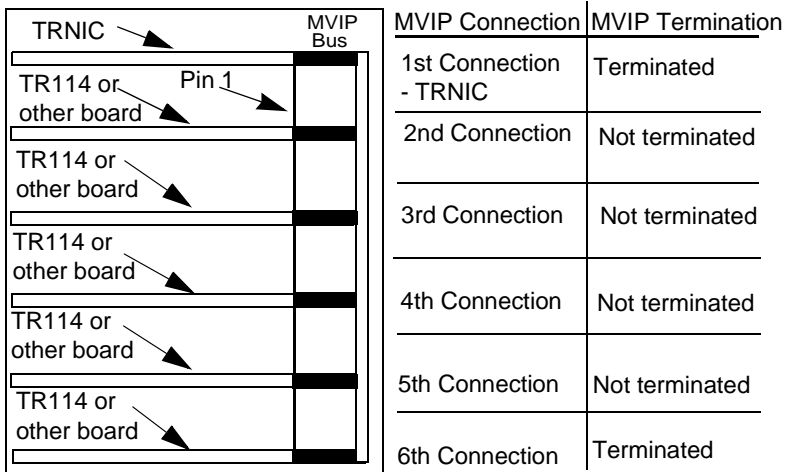 TRNIC
MVIP
Bus
TR114 or
other board
Pin 1
TR114 or
other board
TR114 or
other board
TR114 or
other board
TR114 or
other board
MVIP Connection MVIP Termination
1st Connection Terminated
- TRNIC
2nd Connection Not terminated
3rd Connection Not terminated
4th Connection Not terminated
5th Connection Not terminated
6th Connection Terminated